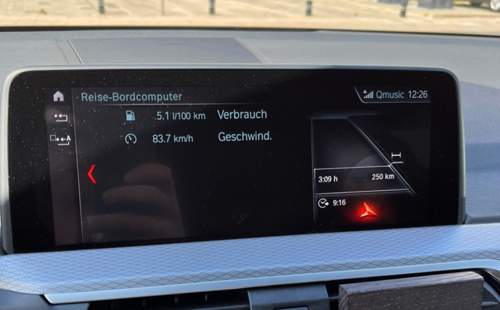 Reise-Bordcomputer
Qmusic 12:26
5.1 l/100 km Verbrauch
83.7 km/h Geschwind.
A
3:09 h 250 km
9:16